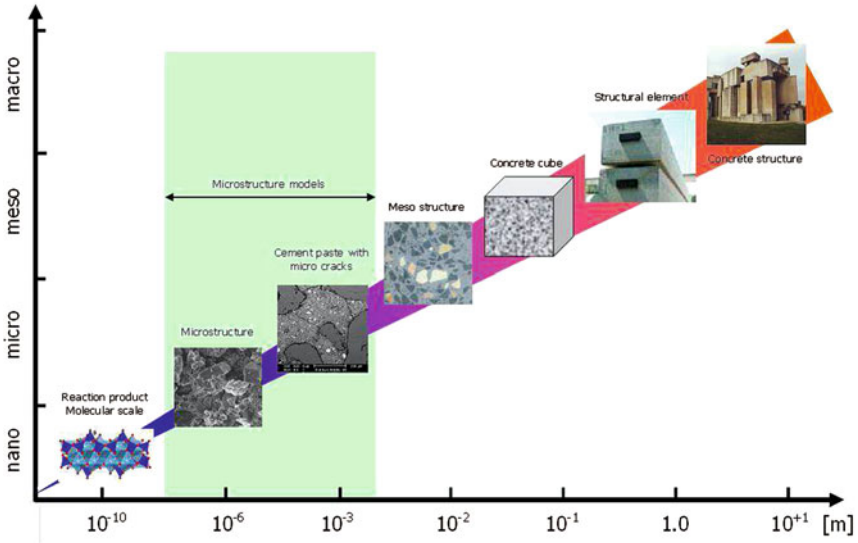 macro
meso
micro
nano
Concrete structure
Structural element
Concrete cube
Meso structure
Microstructure models
Cement paste with
micro cracks
Microstructure
Reaction product
Molecular scale
10-10
10-6
10-3
10-2
10-1
1.0
10+1
[m]